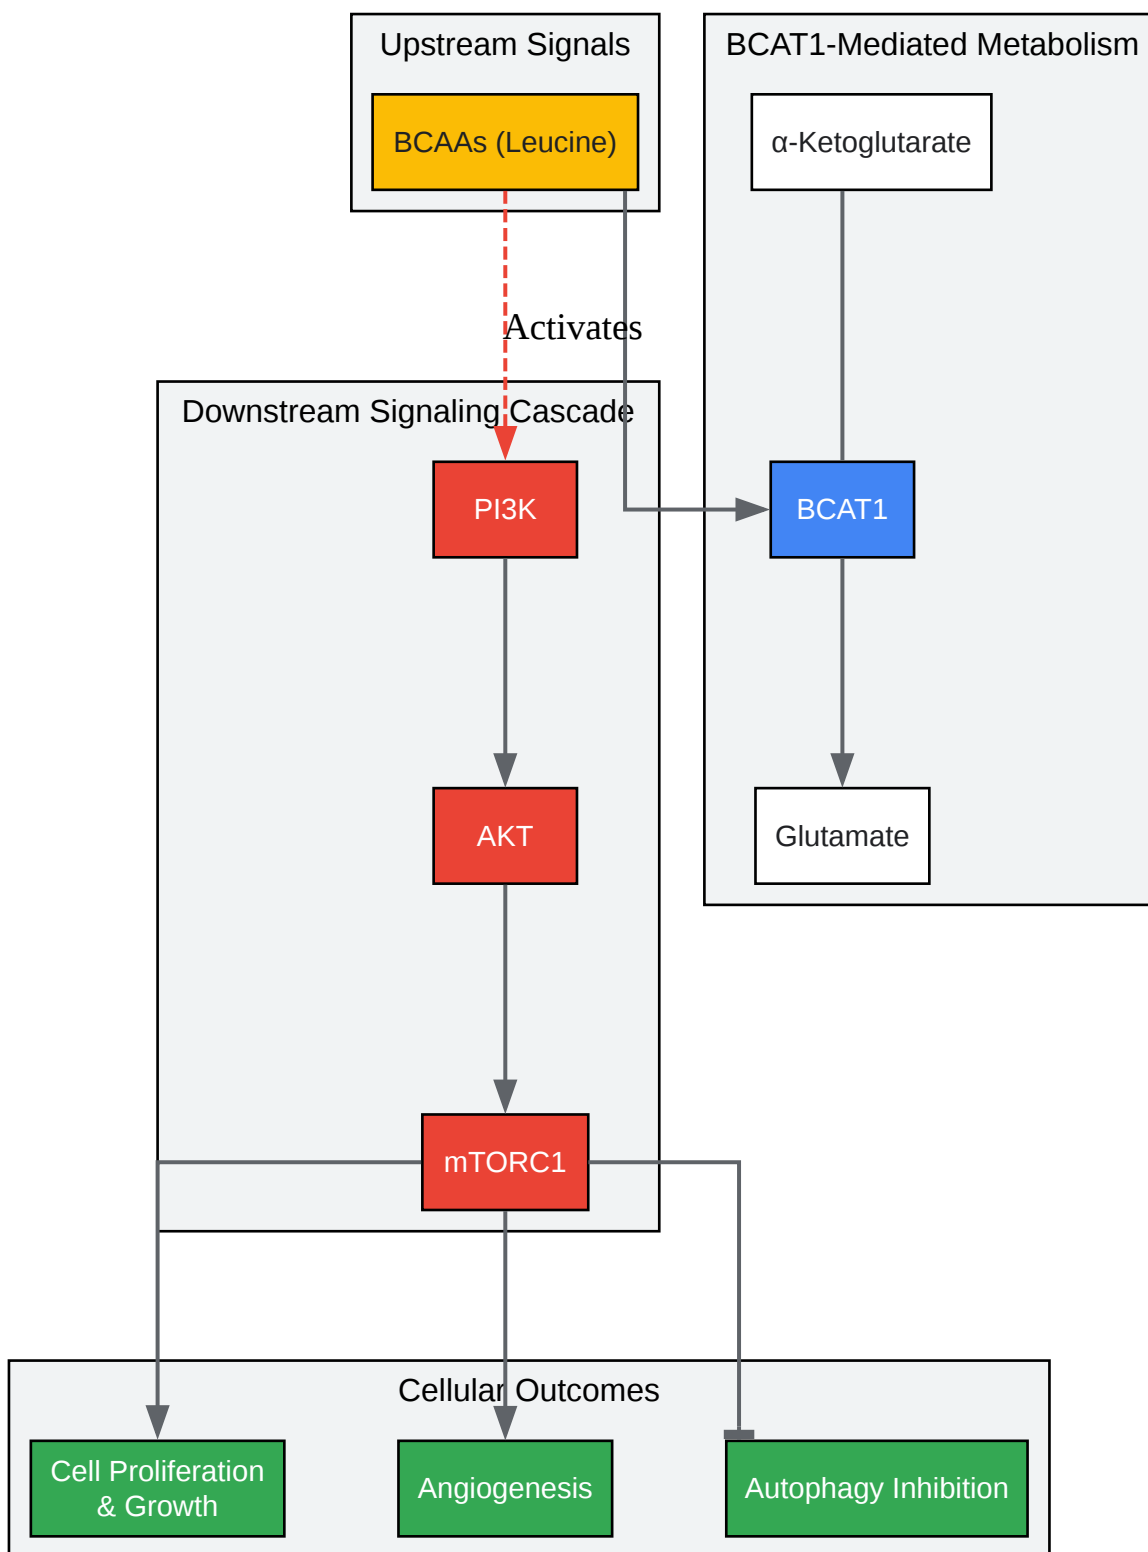 Upstream Signals
BCAAs (Leucine)
BCAT1-Mediated Metabolism
α-Ketoglutarate
Activates
Downstream Signaling Cascade
PI3K
BCAT1
AKT
Glutamate
mTORC1
Cellular Outcomes
Cell Proliferation
& Growth
Angiogenesis
Autophagy Inhibition